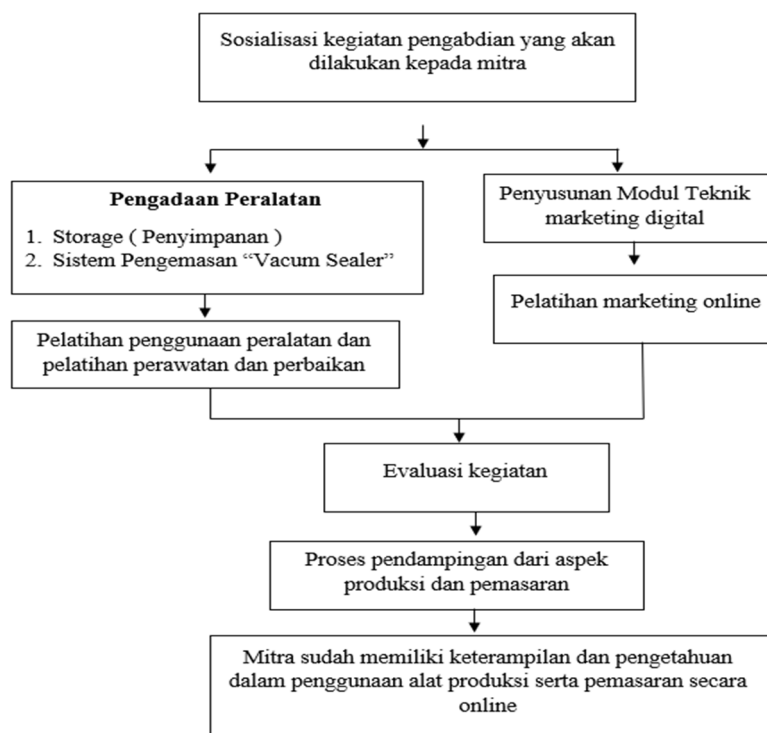 Sosialisasi kegiatan pengabdian yang akan
dilakukan kepada mitra
Pengadaan Peralatan
1. Storage ( Penyimpanan )
2. Sistem Pengemasan “Vacum Sealer”
Penyusunan Modul Teknik
marketing digital
Pelatihan marketing online
Pelatihan penggunaan peralatan dan
pelatihan perawatan dan perbaikan
Evaluasi kegiatan
Proses pendampingan dari aspek
produksi dan pemasaran
Mitra sudah memiliki keterampilan dan pengetahuan
dalam penggunaan alat produksi serta pemasaran secara
online